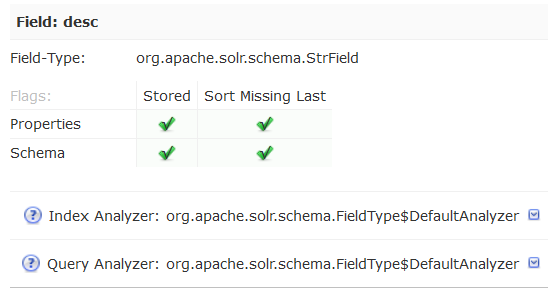 Field: desc
Field-Type: org.apache.solr.schema.StrField
Flags: Stored Sort Missing Last
Properties
Schema
Index Analyzer: org.apache.solr.schema.FieldType$DefaultAnalyzer
Query Analyzer: org.apache.solr.schema.FieldType$DefaultAnalyzer